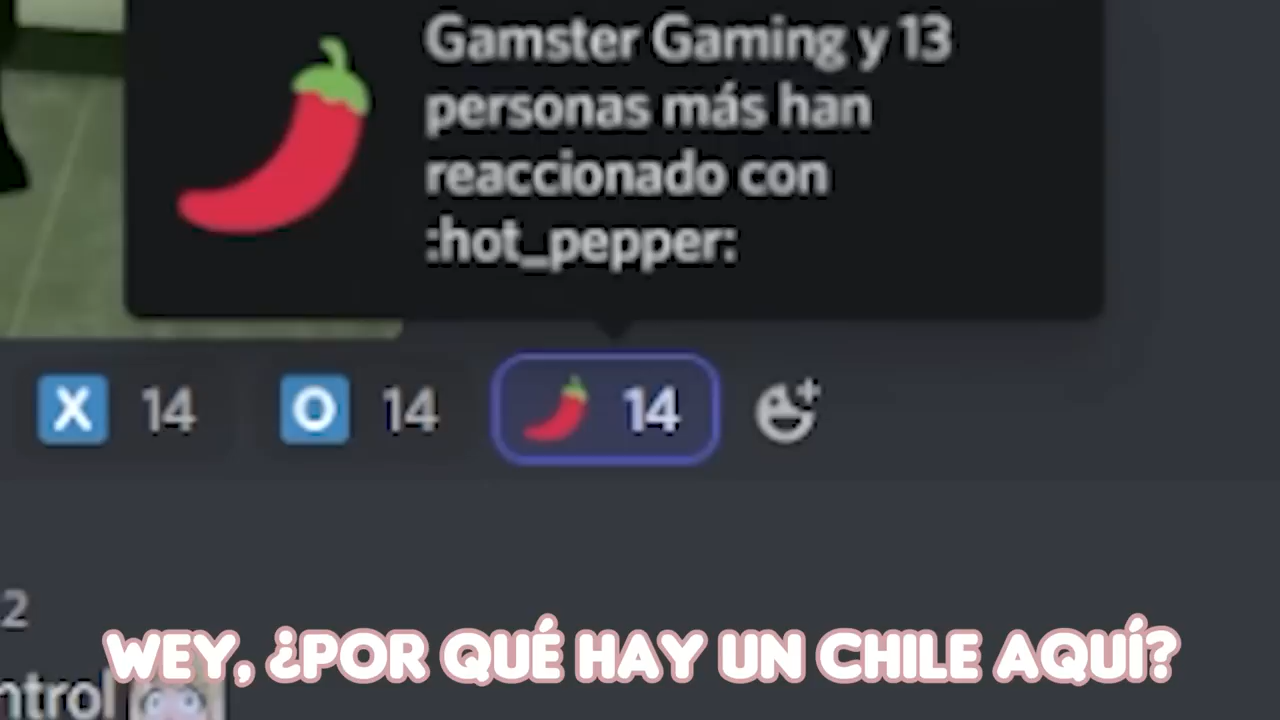 Gamster Gaming y 13
personas más han
reaccionado con
:hot_pepper:
X 14 O 14 14
2
ntrol
WEY, ¿POR QUÉ HAY UN CHILE AQUÍ?